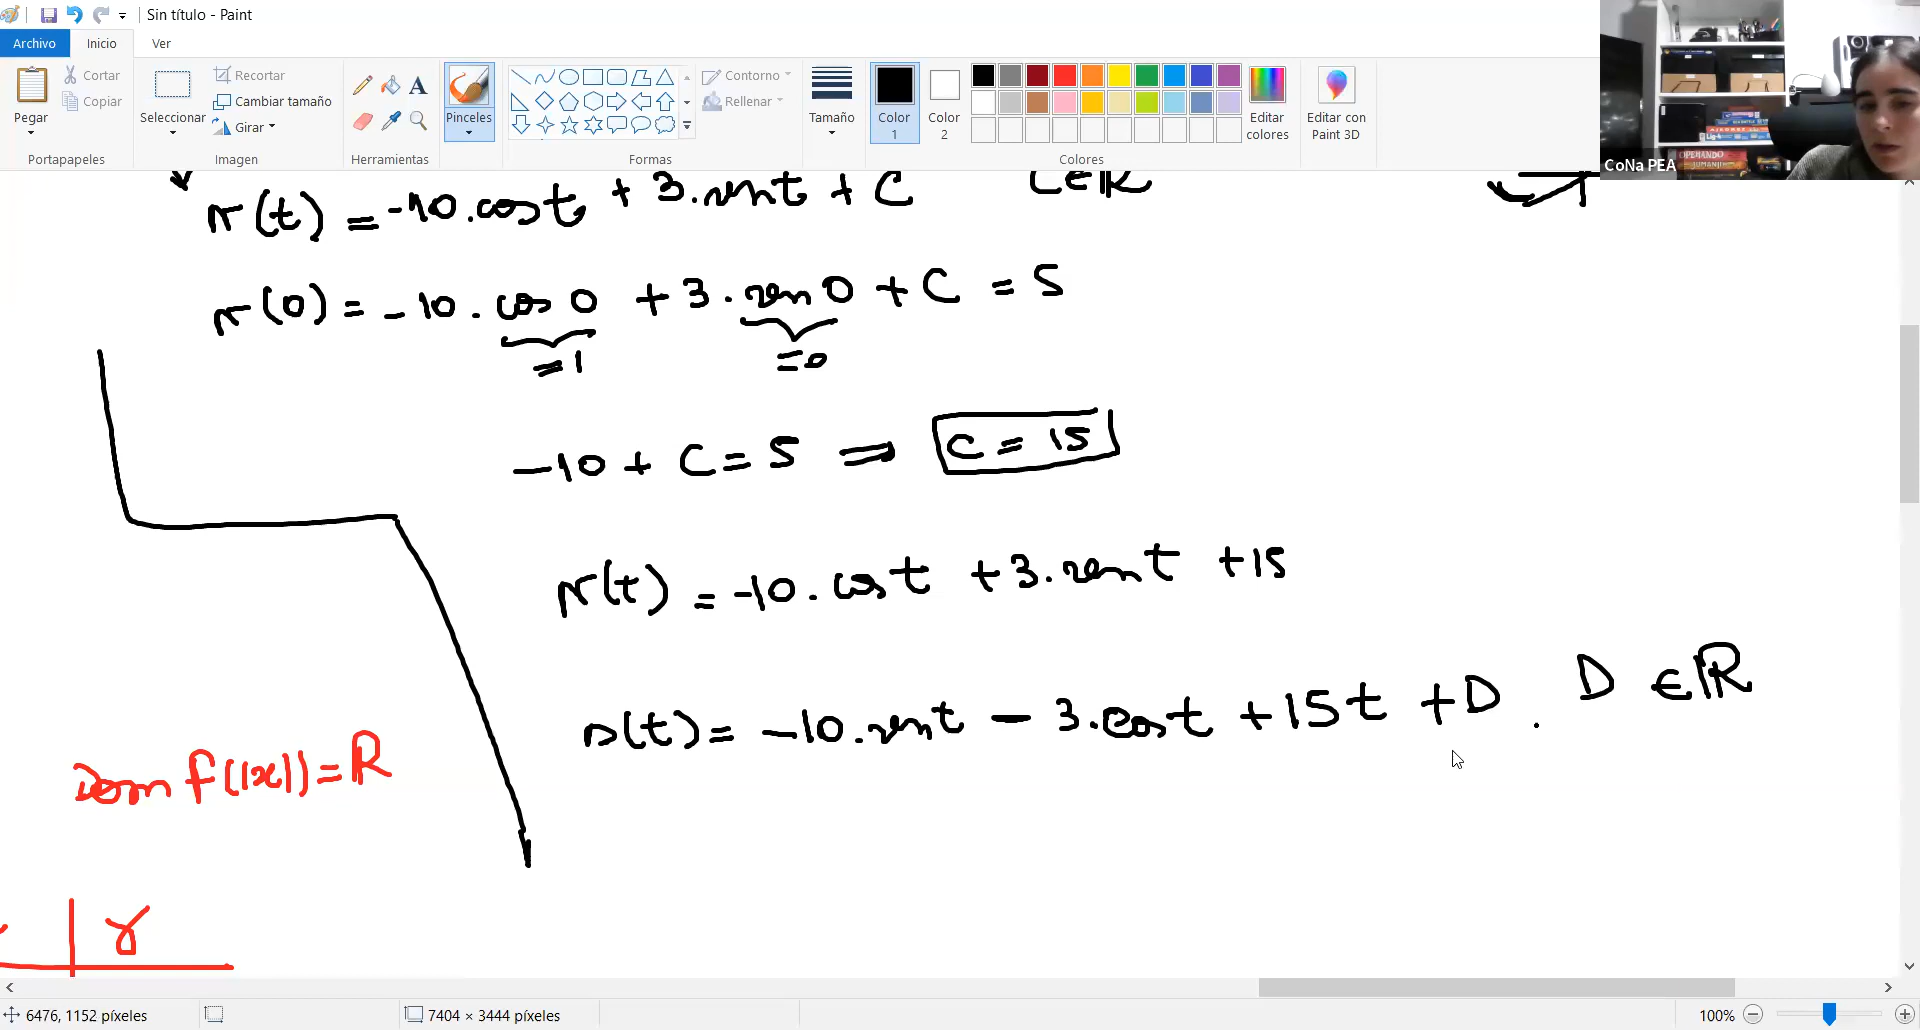 Sin título - Paint
Archivo Inicio Ver
Pegar
Cortar
Copiar
Portapapeles
Seleccionar
Recortar
Cambiar tamaño
Girar
Imagen
A
Herramientas
Pinceles
Contorno
Rellenar
Formas
Tamaño
Color 1
Color 2
Editar colores
Editar con Paint 3D
Colores
CoNa PEA
v(t) = -10.cos t + 3.sen t + C C∈ℝ
v(0) = -10.cos 0 + 3.sen 0 + C = 5
=1 =0
-10 + C = 5 ⇒ C = 15
v(t) = -10.cos t + 3.sen t + 15
s(t) = -10.sen t - 3.cos t + 15t + D . D ∈ℝ
Dom f(|x|) = ℝ
6476, 1152 píxeles
7404 × 3444 píxeles
100%